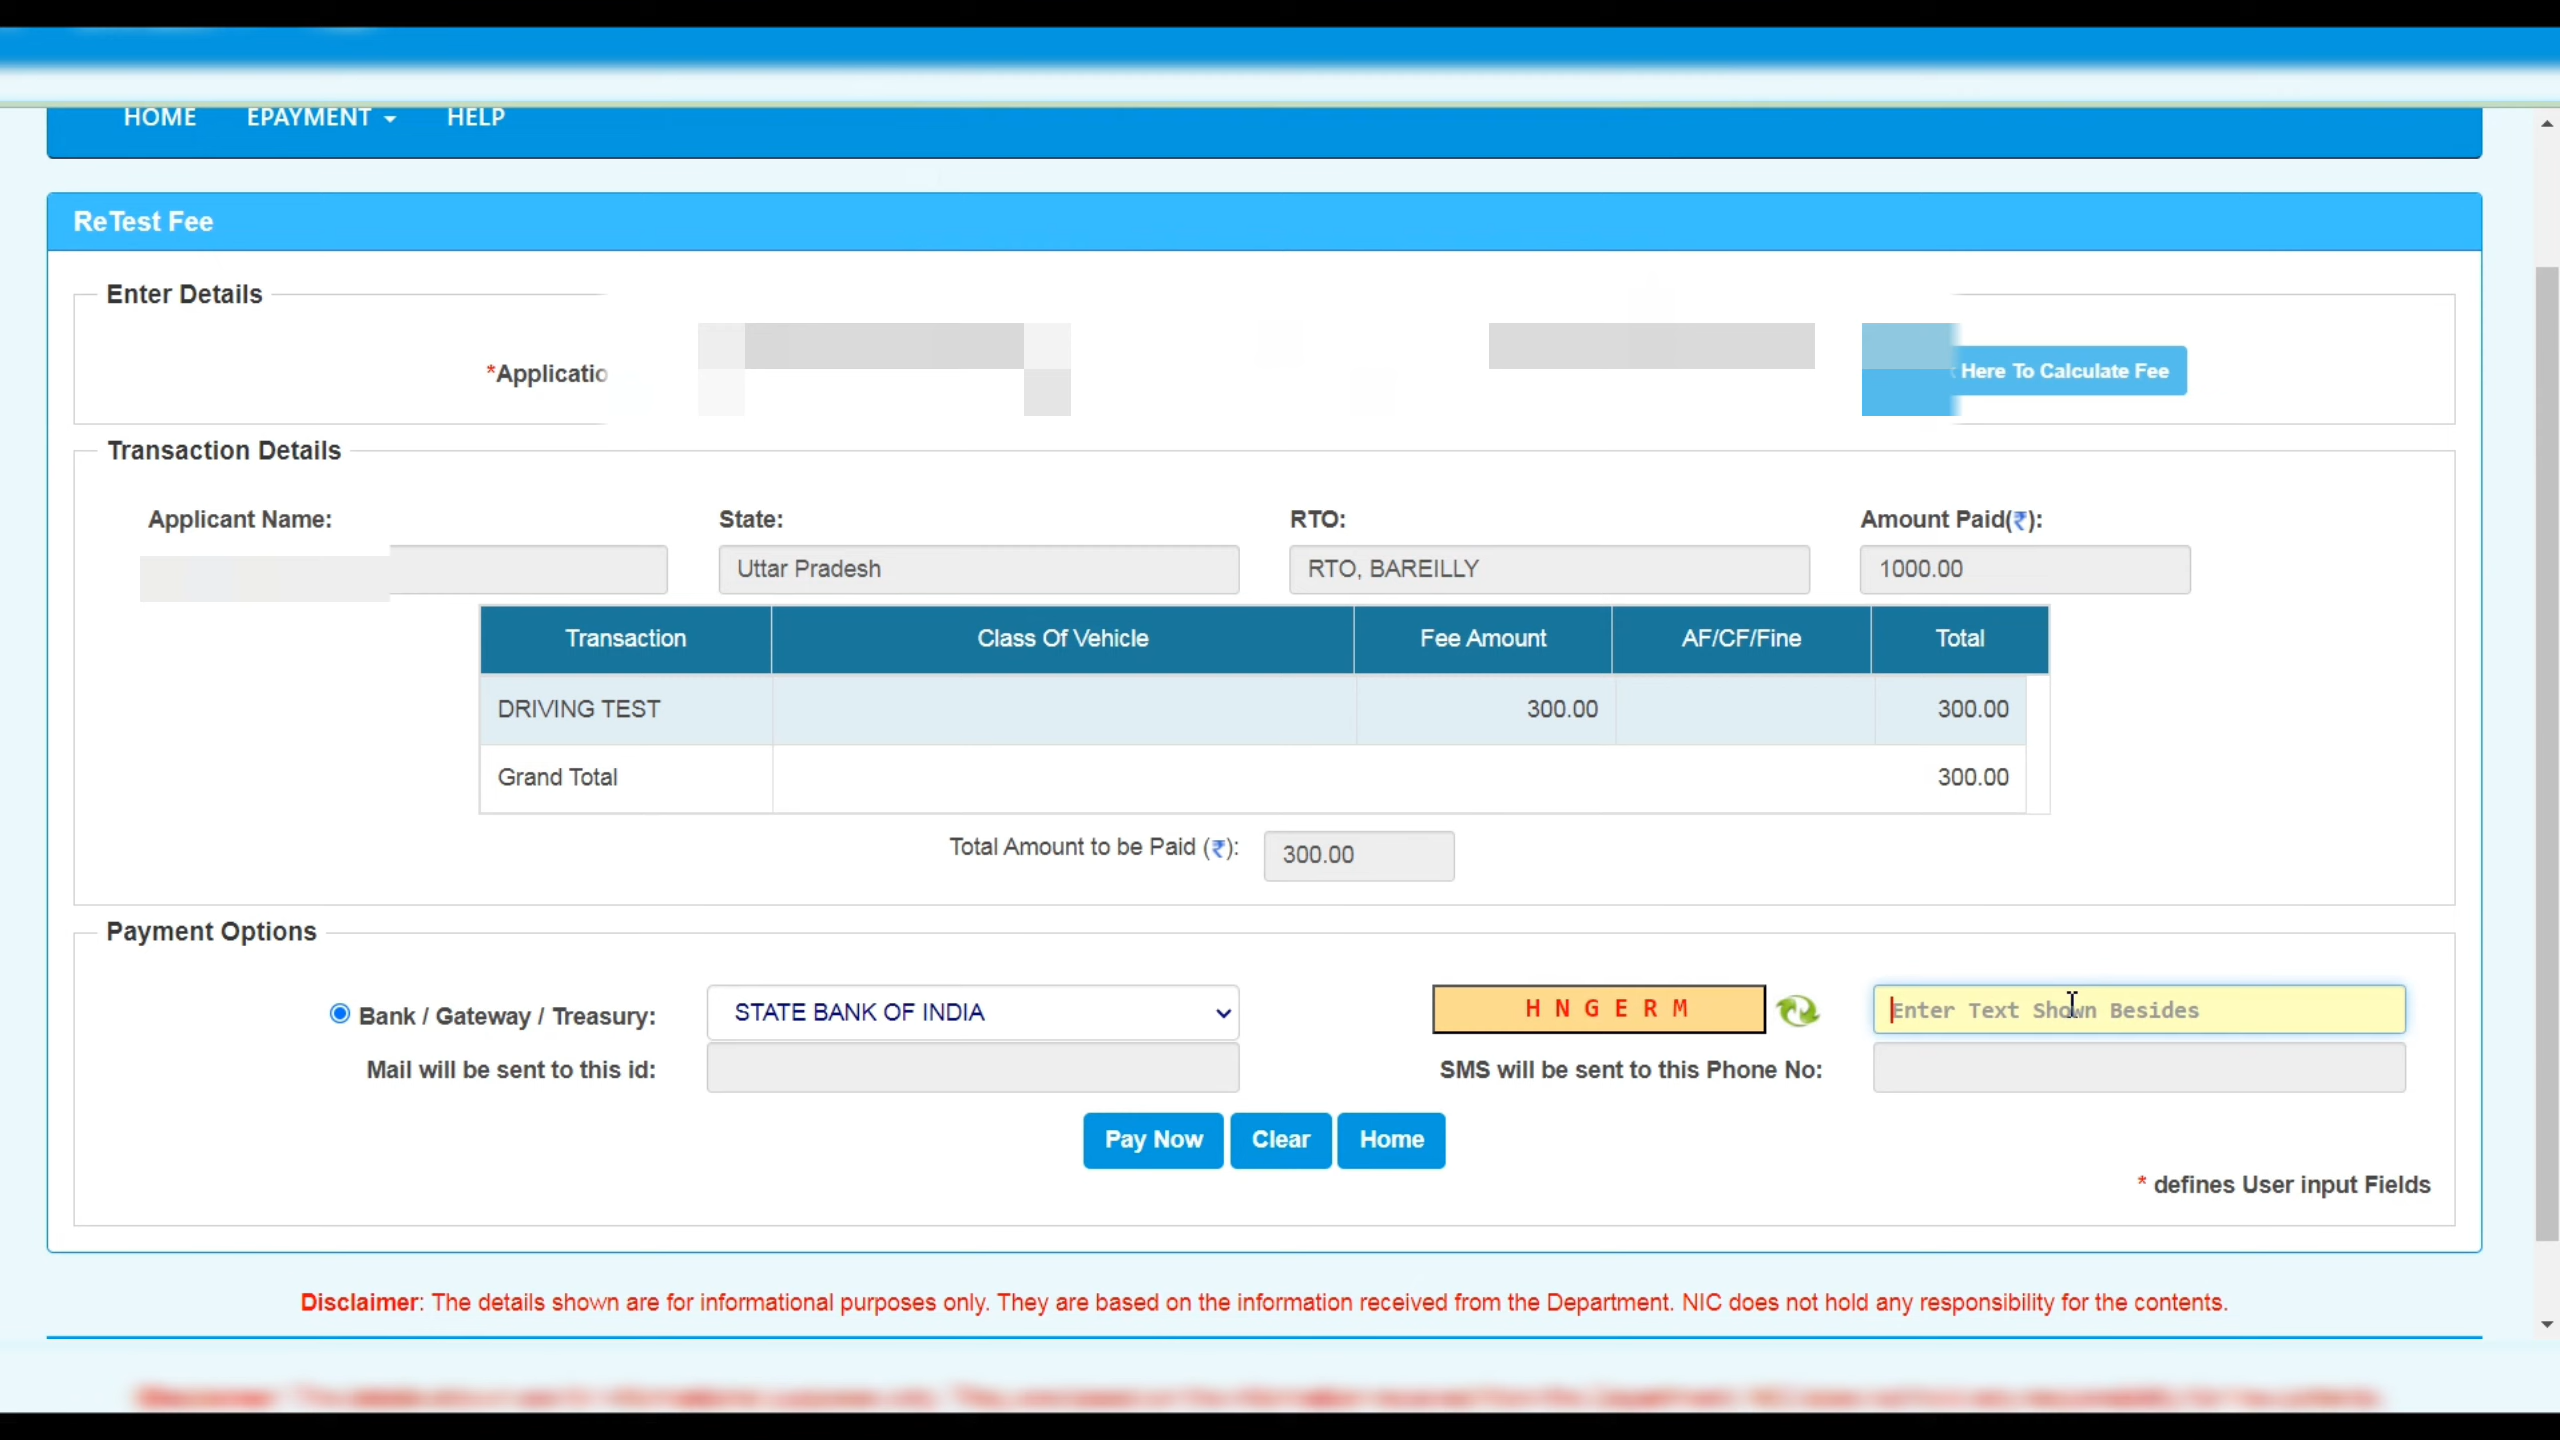 HOME EPAYMENT HELP
ReTest Fee
Enter Details
*Applicatio
Here To Calculate Fee
Transaction Details
Applicant Name: State: RTO: Amount Paid(₹):
Uttar Pradesh RTO, BAREILLY 1000.00
Transaction Class Of Vehicle Fee Amount AF/CF/Fine Total
DRIVING TEST 300.00 300.00
Grand Total 300.00
Total Amount to be Paid (₹): 300.00
Payment Options
Bank / Gateway / Treasury: STATE BANK OF INDIA HNGERM Enter Text Shown Besides
Mail will be sent to this id: SMS will be sent to this Phone No:
Pay Now Clear Home
* defines User input Fields
Disclaimer: The details shown are for informational purposes only. They are based on the information received from the Department. NIC does not hold any responsibility for the contents.